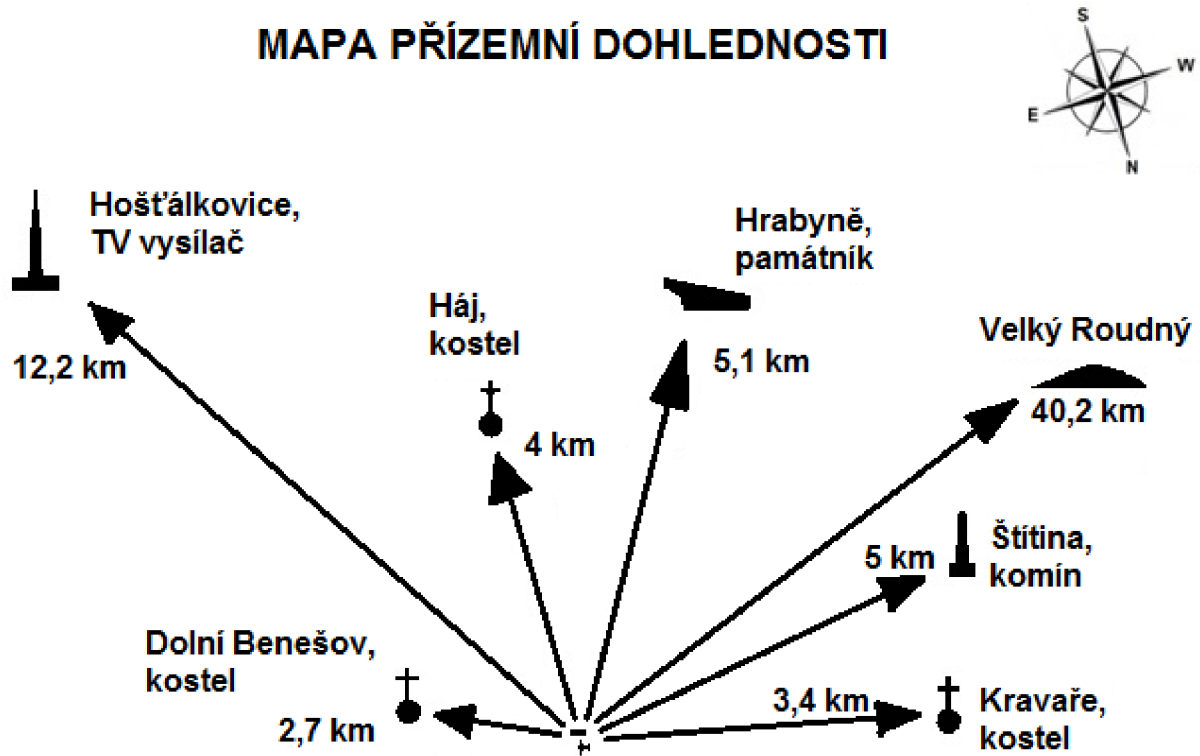 MAPA PŘÍZEMNÍ DOHLEDNOSTI
S
W
E
N
Hošťálkovice,
TV vysílač
12,2 km
Háj,
kostel
4 km
Hrabyně,
památník
5,1 km
Velký Roudný
40,2 km
5 km
Štítina,
komín
Dolní Benešov,
kostel
2,7 km
3,4 km
Kravaře,
kostel